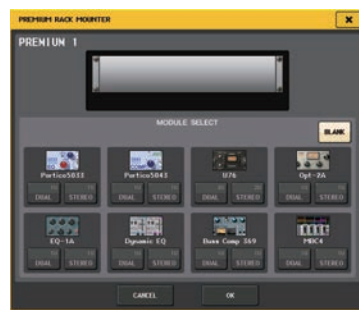 PREMIUM RACK MOUNTER
PREMIUM 1
MODULE SELECT
BLANK
Portico5033 Portico5043 U76 Opt-2A
DUAL STEREO DUAL STEREO DUAL STEREO DUAL STEREO
EQ-1A Dynamic EQ Buss Comp 369 MBC4
DUAL STEREO DUAL STEREO DUAL STEREO DUAL STEREO
CANCEL OK